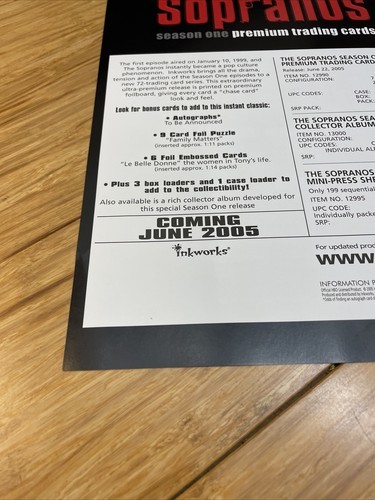 Sopranos
season one premium trading cards
The first episode aired on January 10, 1999, and
The Sopranos instantly became a pop culture
phenomenon. Inkworks brings all the drama,
tension and action of the Season One episodes to a
new 72-trading card series. This extraordinary
ultra-premium release is printed on premium
foilboard, giving every card a "chase card"
look and feel.
Look for bonus cards to add to this instant classic:
• Autographs*
To Be Announced
• 9 Card Foil Puzzle
"Family Matters"
(inserted approx. 1:11 packs)
• 6 Foil Embossed Cards
"Le Belle Donne" the women in Tony's life.
(inserted approx. 1:14 packs)
• Plus 3 box loaders and 1 case loader to
add to the collectibility!
Also available is a rich collector album developed for
this special Season One release
COMING
JUNE 2005
inkworks®
THE SOPRANOS SEASON
PREMIUM TRADING CARD
Release: June 22, 2005
ITEM NO. 12990
CONFIGURATION:
UPC CODES: CASE:
BOX:
PACK:
SRP PACK:
THE SOPRANOS SEA
COLLECTOR ALBUM
ITEM NO. 13000
CONFIGURATION:
UPC CODES:
INDIVIDUAL AL
SRP:
THE SOPRANOS
MINI-PRESS SHE
Only 199 sequential
ITEM NO. 12995
UPC CODE:
Individually packe
SRP:
For updated produ
www.
INFORMATION P